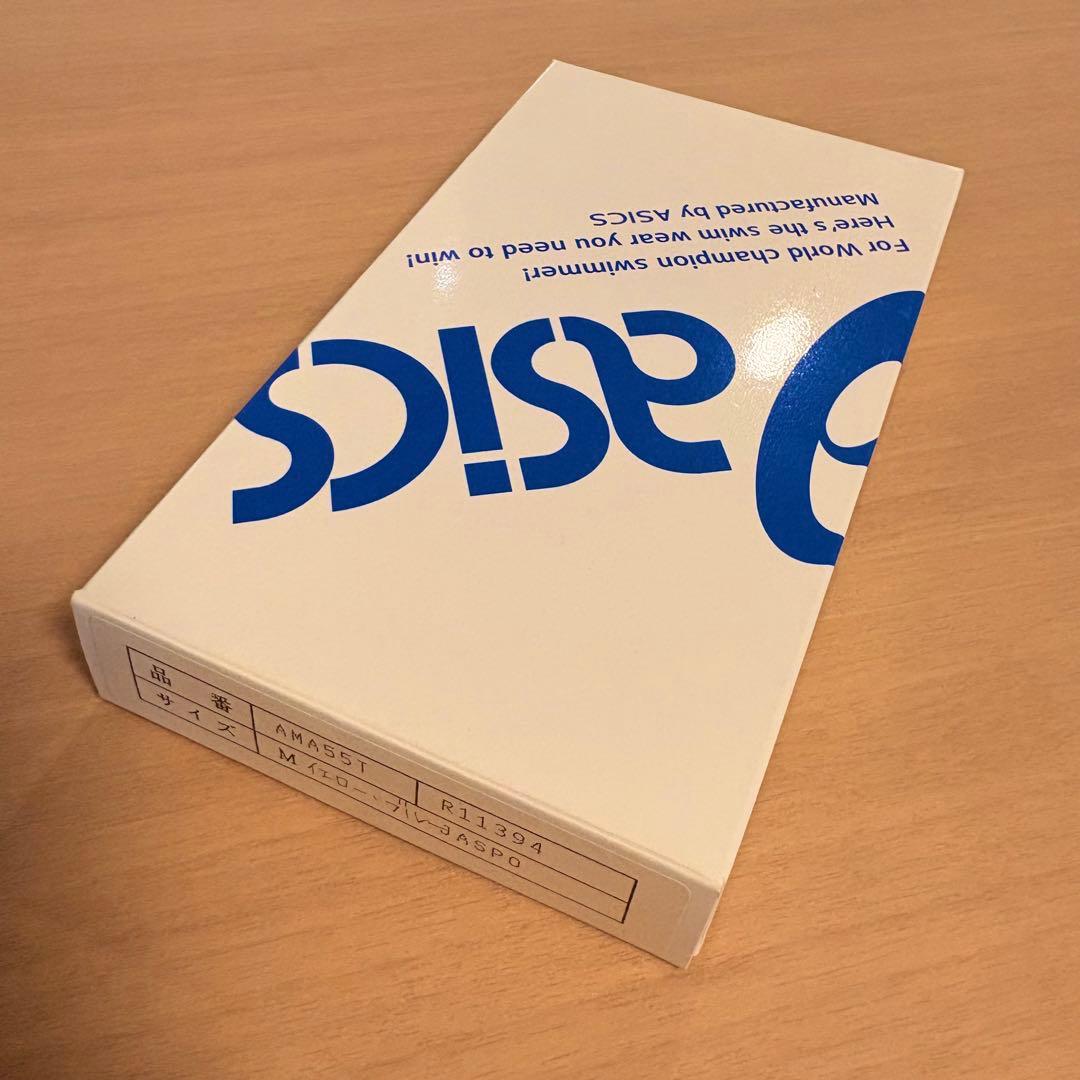 For World champion swimmer!
Here's the swim wear you need to win!
Manufactured by ASICS
asics
品番 AMA55T R11394
サイズ M イエロー、ブルー JASPO